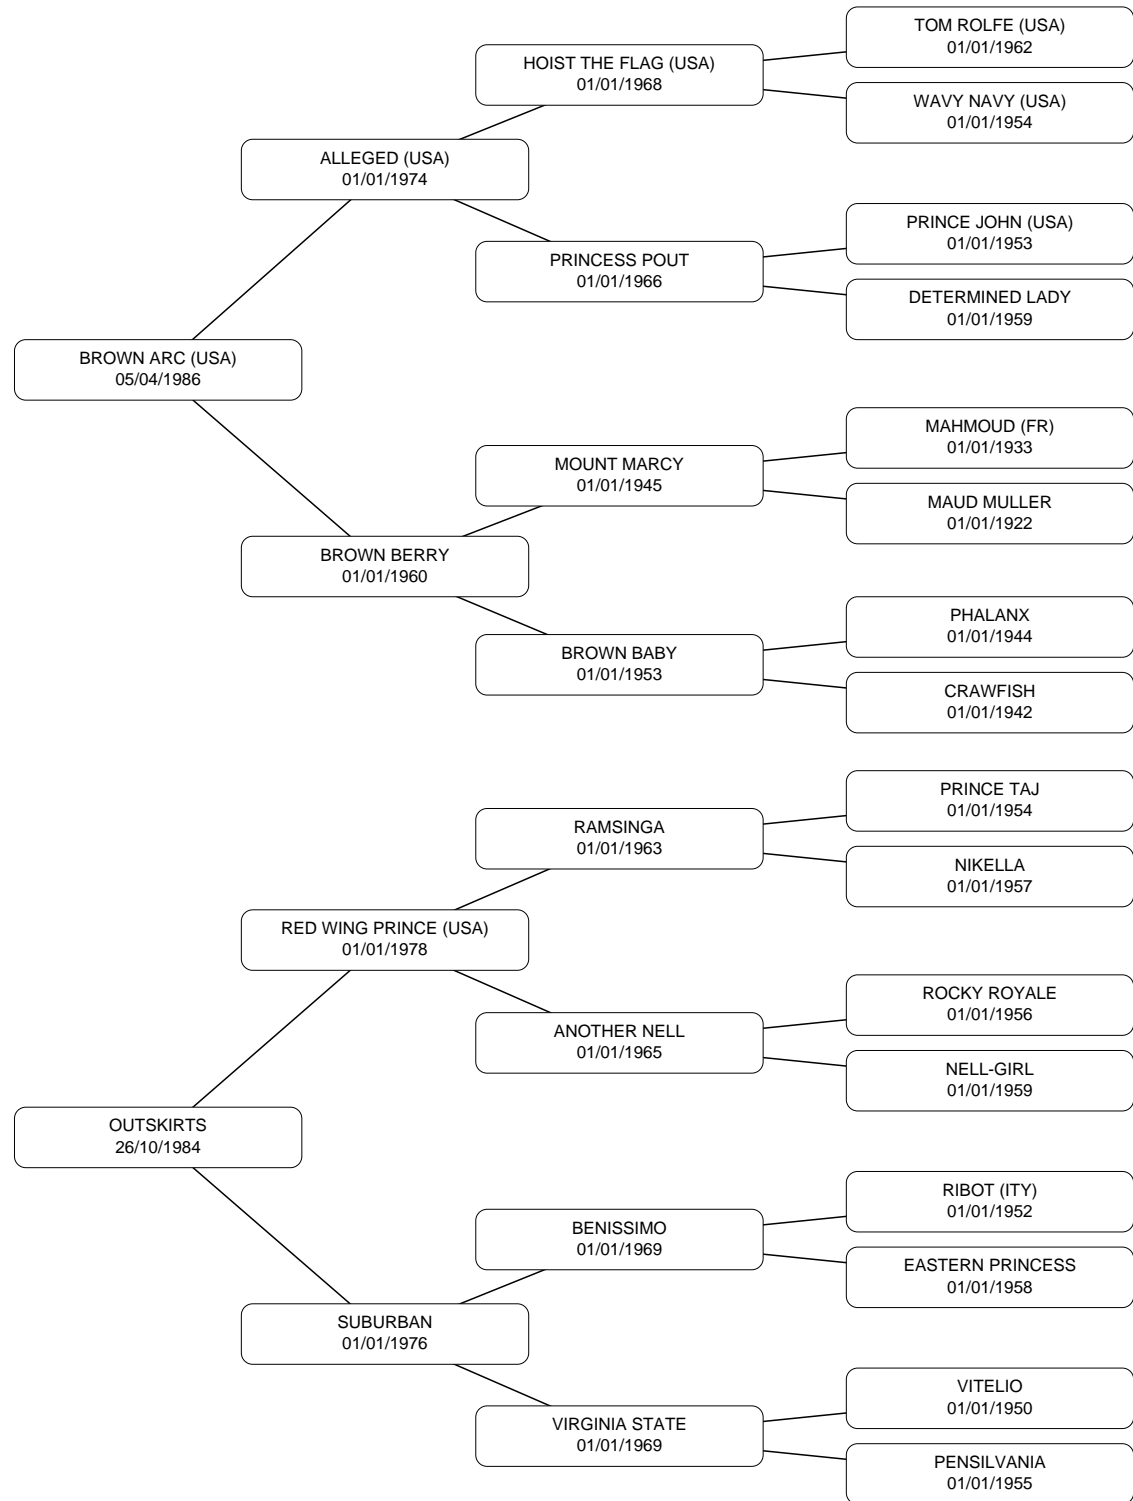 TOM ROLFE (USA)
01/01/1962
HOIST THE FLAG (USA)
01/01/1968
WAVY NAVY (USA)
01/01/1954
ALLEGED (USA)
01/01/1974
PRINCE JOHN (USA)
01/01/1953
PRINCESS POUT
01/01/1966
DETERMINED LADY
01/01/1959
BROWN ARC (USA)
05/04/1986
MAHMOUD (FR)
01/01/1933
MOUNT MARCY
01/01/1945
MAUD MULLER
01/01/1922
BROWN BERRY
01/01/1960
PHALANX
01/01/1944
BROWN BABY
01/01/1953
CRAWFISH
01/01/1942
PRINCE TAJ
01/01/1954
RAMSINGA
01/01/1963
NIKELLA
01/01/1957
RED WING PRINCE (USA)
01/01/1978
ROCKY ROYALE
01/01/1956
ANOTHER NELL
01/01/1965
NELL-GIRL
01/01/1959
OUTSKIRTS
26/10/1984
RIBOT (ITY)
01/01/1952
BENISSIMO
01/01/1969
EASTERN PRINCESS
01/01/1958
SUBURBAN
01/01/1976
VITELIO
01/01/1950
VIRGINIA STATE
01/01/1969
PENSILVANIA
01/01/1955